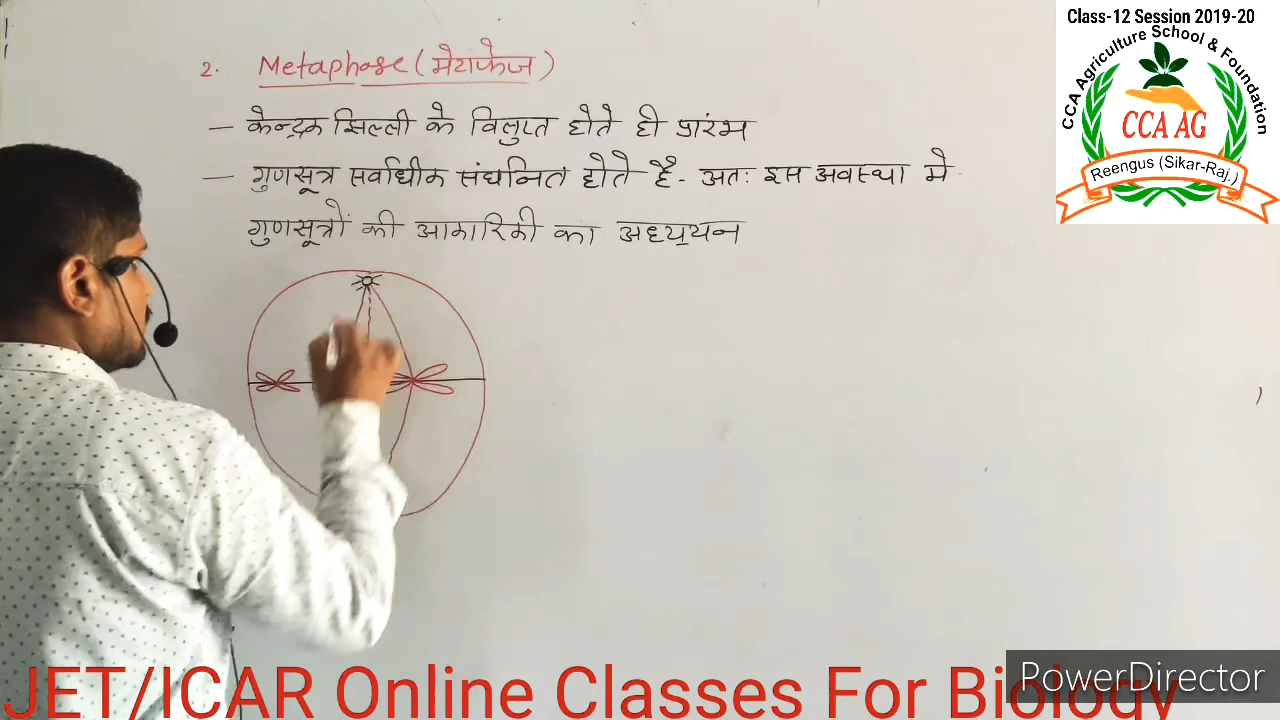 Class-12 Session 2019-20
CCA Agriculture School & Foundation
CCA AG
Reengus (Sikar-Raj.)
2. Metaphase (मेटाफेज)
— केन्द्रक झिल्ली के विलुप्त होते ही प्रारंभ
— गुणसूत्र सर्वाधीक संघनित होते है - अतः इस अवस्था मे
गुणसूत्रों की आकारिकी का अध्ययन
JET/ICAR Online Classes For Biology
PowerDirector